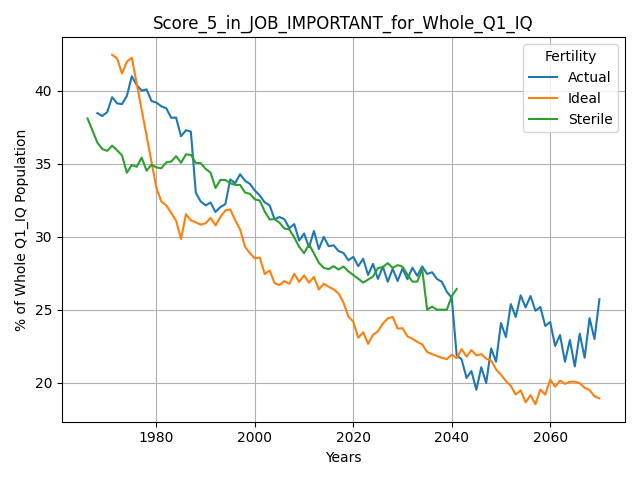 Score_5_in_JOB_IMPORTANT_for_Whole_Q1_IQ
Fertility
Actual
Ideal
Sterile
% of Whole Q1_IQ Population
40
35
30
25
20
1980
2000
2020
2040
2060
Years